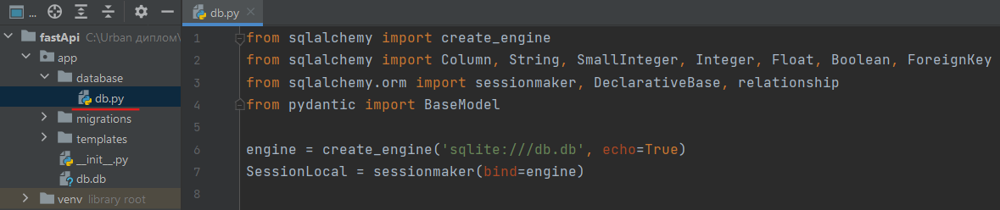 ...
db.py
fastApi C:\Urban диплом\
app
database
db.py
migrations
templates
__init__.py
db.db
venv library root
1 from sqlalchemy import create_engine
2 from sqlalchemy import Column, String, SmallInteger, Integer, Float, Boolean, ForeignKey
3 from sqlalchemy.orm import sessionmaker, DeclarativeBase, relationship
4 from pydantic import BaseModel
5
6 engine = create_engine('sqlite:///db.db', echo=True)
7 SessionLocal = sessionmaker(bind=engine)
8